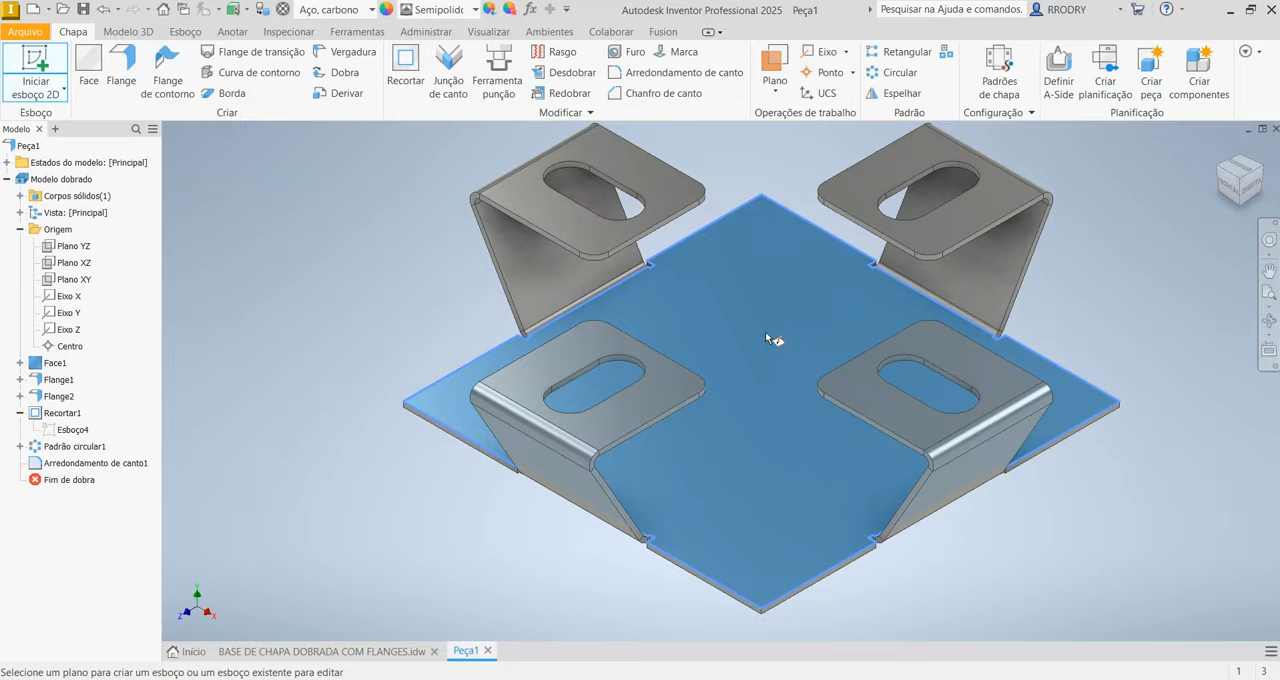 Aço, carbono
Semipolido
Autodesk Inventor Professional 2025 Peça1
Pesquisar na Ajuda e comandos.
RRODRY
Arquivo Chapa Modelo 3D Esboço Anotar Inspecionar Ferramentas Administrar Visualizar Ambientes Colaborar Fusion
Iniciar
esboço 2D
Face
Flange
Flange
de contorno
Flange de transição
Curva de contorno
Borda
Vergadura
Dobra
Derivar
Recortar
Junção
de canto
Ferramenta
punção
Rasgo
Desdobrar
Redobrar
Furo
Marca
Arredondamento de canto
Chanfro de canto
Plano
Eixo
Ponto
UCS
Retangular
Circular
Espelhar
Padrões
de chapa
Definir
A-Side
Criar
planificação
Criar
peça
Criar
componentes
Esboço Criar Modificar Operações de trabalho Padrão Configuração Planificação
Modelo
Peça1
Estados do modelo: [Principal]
Modelo dobrado
Corpos sólidos(1)
Vista: [Principal]
Origem
Plano YZ
Plano XZ
Plano XY
Eixo X
Eixo Y
Eixo Z
Centro
Face1
Flange1
Flange2
Recortar1
Esboço4
Padrão circular1
Arredondamento de canto1
Fim de dobra
FRONTAL
DIREITA
Y
Z
X
Início
BASE DE CHAPA DOBRADA COM FLANGES.idw
Peça1
Selecione um plano para criar um esboço ou um esboço existente para editar
1 3